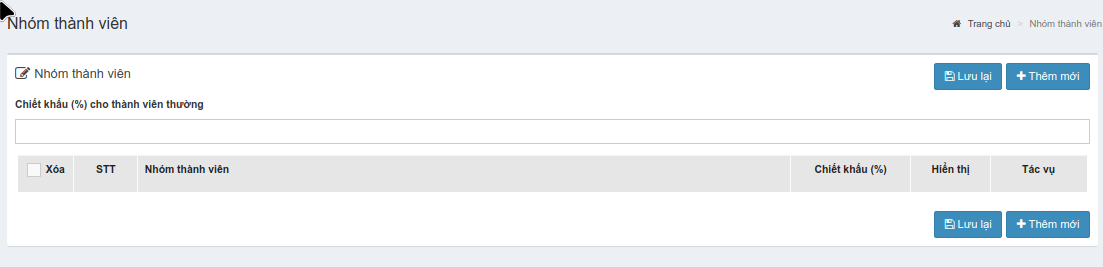 Nhóm thành viên
Trang chủ > Nhóm thành viên
Nhóm thành viên
Lưu lại
Thêm mới
Chiết khấu (%) cho thành viên thường
Xóa STT Nhóm thành viên Chiết khấu (%) Hiển thị Tác vụ
Lưu lại
Thêm mới